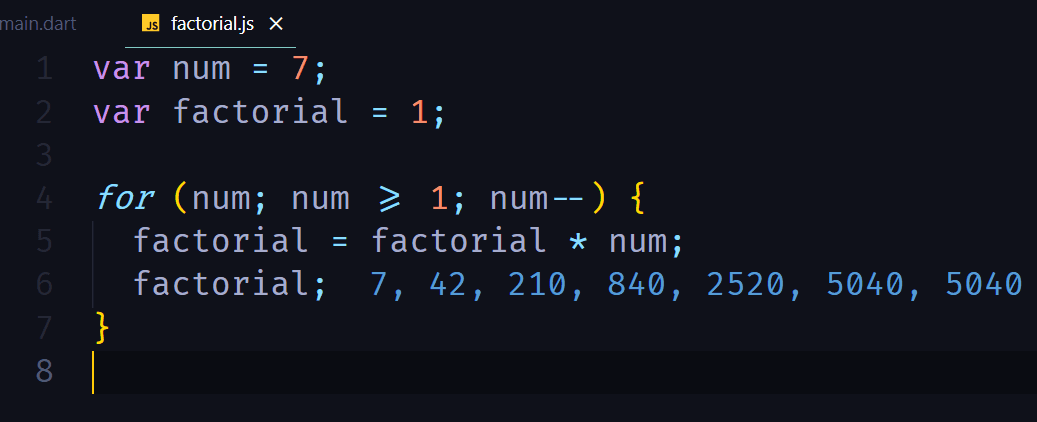 main.dart JS factorial.js ×
1 var num = 7;
2 var factorial = 1;
3
4 for (num; num >= 1; num--) {
5 factorial = factorial * num;
6 factorial; 7, 42, 210, 840, 2520, 5040, 5040
7 }
8